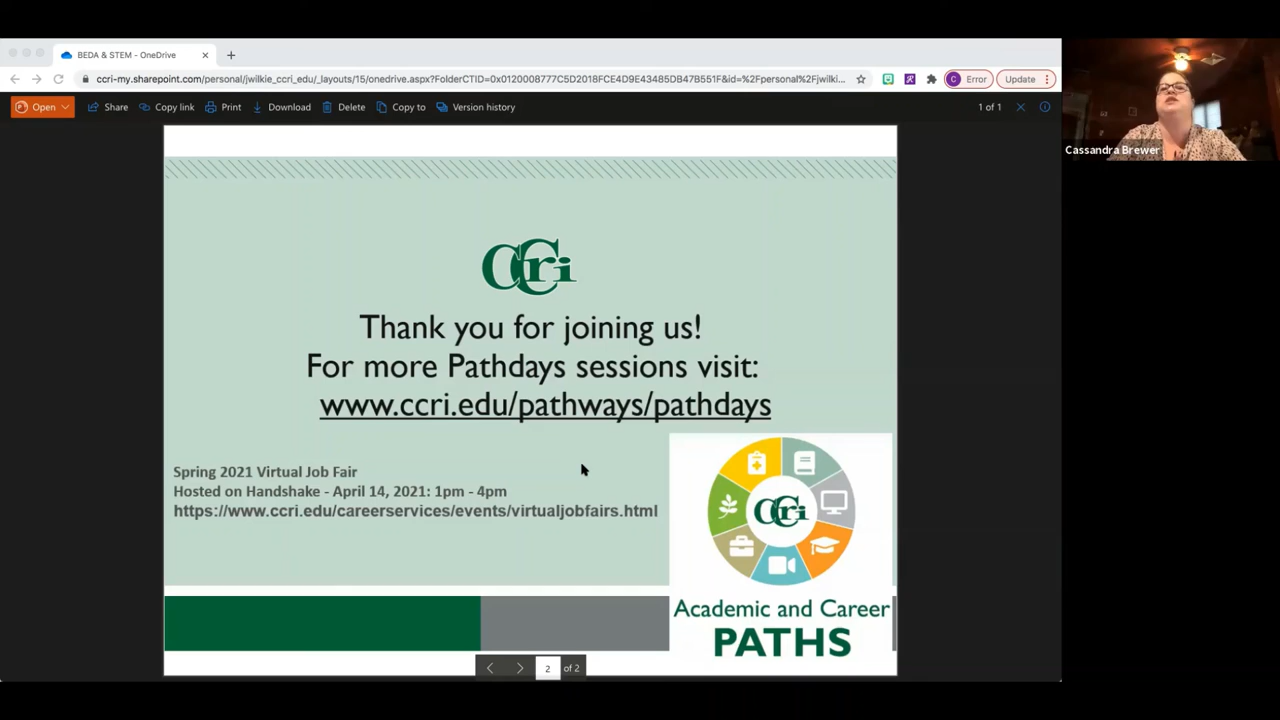 BEDA & STEM - OneDrive
ccri-my.sharepoint.com/personal/jwilkie_ccri_edu/_layouts/15/onedrive.aspx?FolderCTID=0x0120008777C5D2018FCE4D9E43485DB47B551F&id=%2Fpersonal%2Fjwilki...
C Error
Update
Open
Share
Copy link
Print
Download
Delete
Copy to
Version history
1 of 1
Cassandra Brewer
CCri
Thank you for joining us!
For more Pathdays sessions visit:
www.ccri.edu/pathways/pathdays
Spring 2021 Virtual Job Fair
Hosted on Handshake - April 14, 2021: 1pm - 4pm
https://www.ccri.edu/careerservices/events/virtualjobfairs.html
CCri
Academic and Career
PATHS
2 of 2